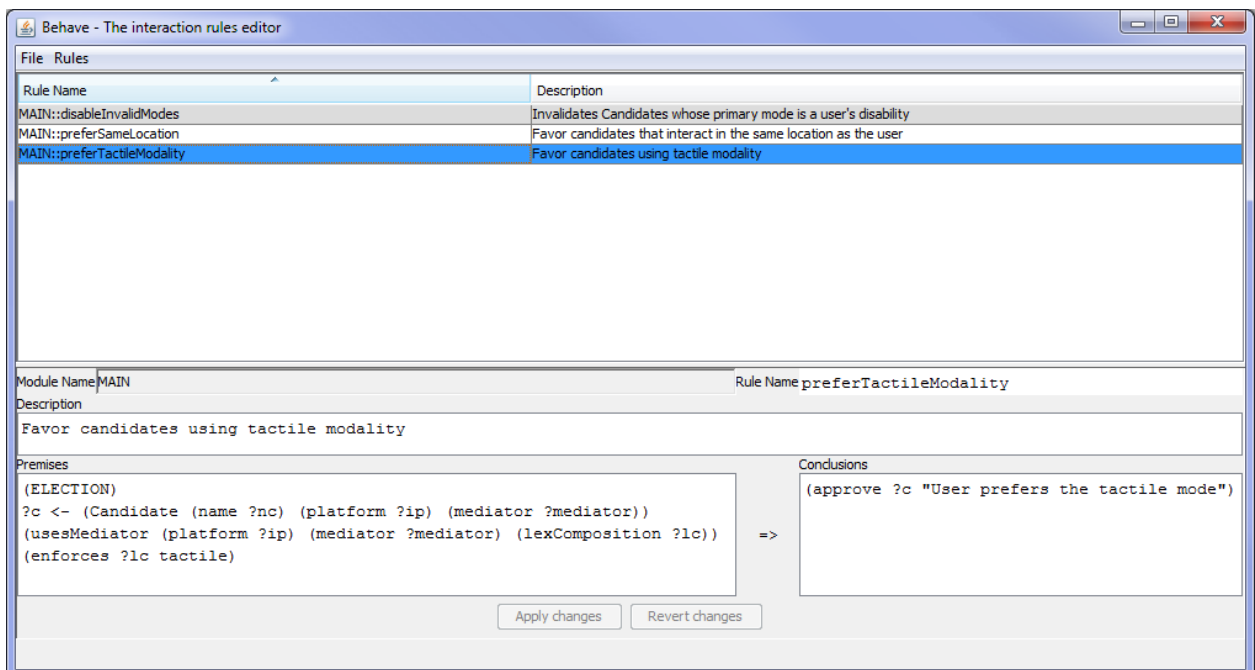 Behave - The interaction rules editor
File Rules
Rule Name Description
MAIN::disableInvalidModes Invalidates Candidates whose primary mode is a user's disability
MAIN::preferSameLocation Favor candidates that interact in the same location as the user
MAIN::preferTactileModality Favor candidates using tactile modality
Module Name MAIN Rule Name preferTactileModality
Description
Favor candidates using tactile modality
Premises Conclusions
(ELECTION) (approve ?c "User prefers the tactile mode")
?c <- (Candidate (name ?nc) (platform ?ip) (mediator ?mediator))
(usesMediator (platform ?ip) (mediator ?mediator) (lexComposition ?lc)) =>
(enforces ?lc tactile)
Apply changes Revert changes